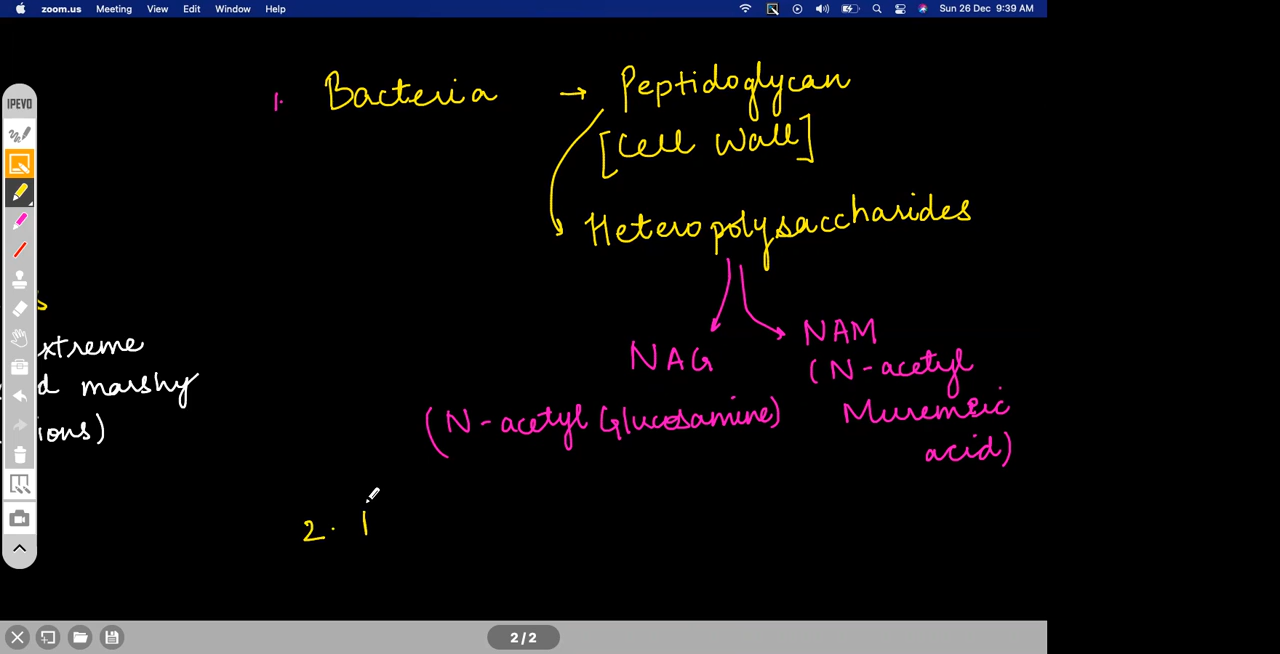 zoom.us Meeting View Edit Window Help Sun 26 Dec 9:39 AM
IPEVO
1. Bacteria → Peptidoglycan
[Cell Wall]
Heteropolysaccharides
NAG
NAM
(N-acetyl Glucosamine)
(N-acetyl
Muremic
acid)
xtreme
d marshy
ions)
2. 1
2/2